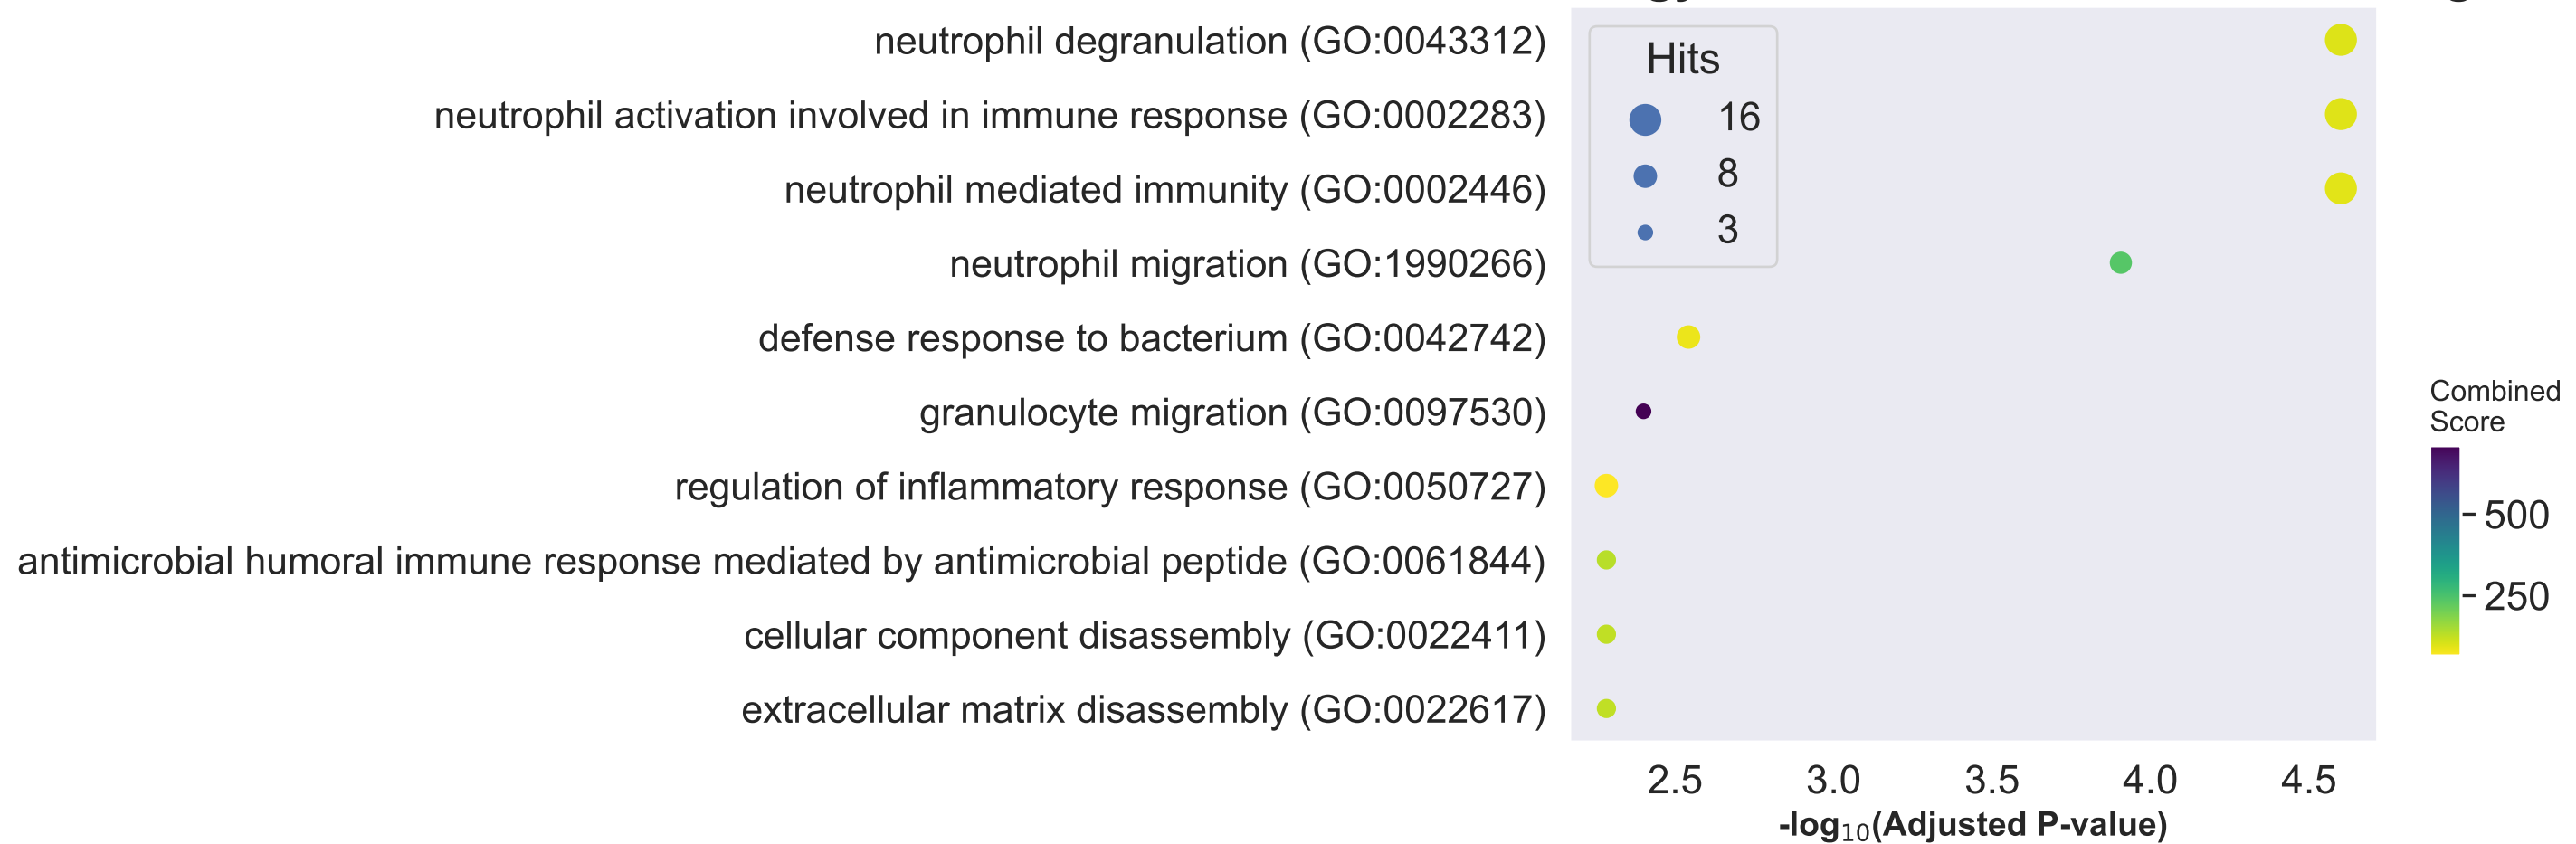 neutrophil degranulation (GO:0043312)
neutrophil activation involved in immune response (GO:0002283)
neutrophil mediated immunity (GO:0002446)
neutrophil migration (GO:1990266)
defense response to bacterium (GO:0042742)
granulocyte migration (GO:0097530)
regulation of inflammatory response (GO:0050727)
antimicrobial humoral immune response mediated by antimicrobial peptide (GO:0061844)
cellular component disassembly (GO:0022411)
extracellular matrix disassembly (GO:0022617)
Hits
16
8
3
Combined
Score
500
250
2.5 3.0 3.5 4.0 4.5
-log10(Adjusted P-value)